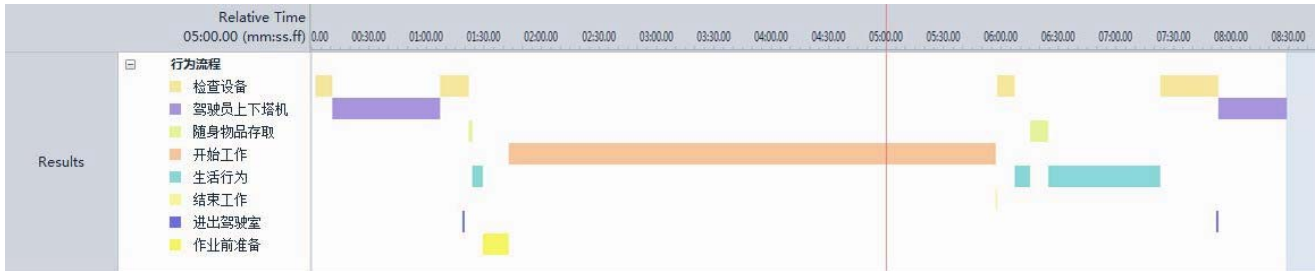 Relative Time
05:00.00 (mm:ss.ff) 0.00 00:30.00 01:00.00 01:30.00 02:00.00 02:30.00 03:00.00 03:30.00 04:00.00 04:30.00 05:00.00 05:30.00 06:00.00 06:30.00 07:00.00 07:30.00 08:00.00 08:30.00
行为流程
检查设备
驾驶员上下塔机
随身物品存取
Results
开始工作
生活行为
结束工作
进出驾驶室
作业前准备